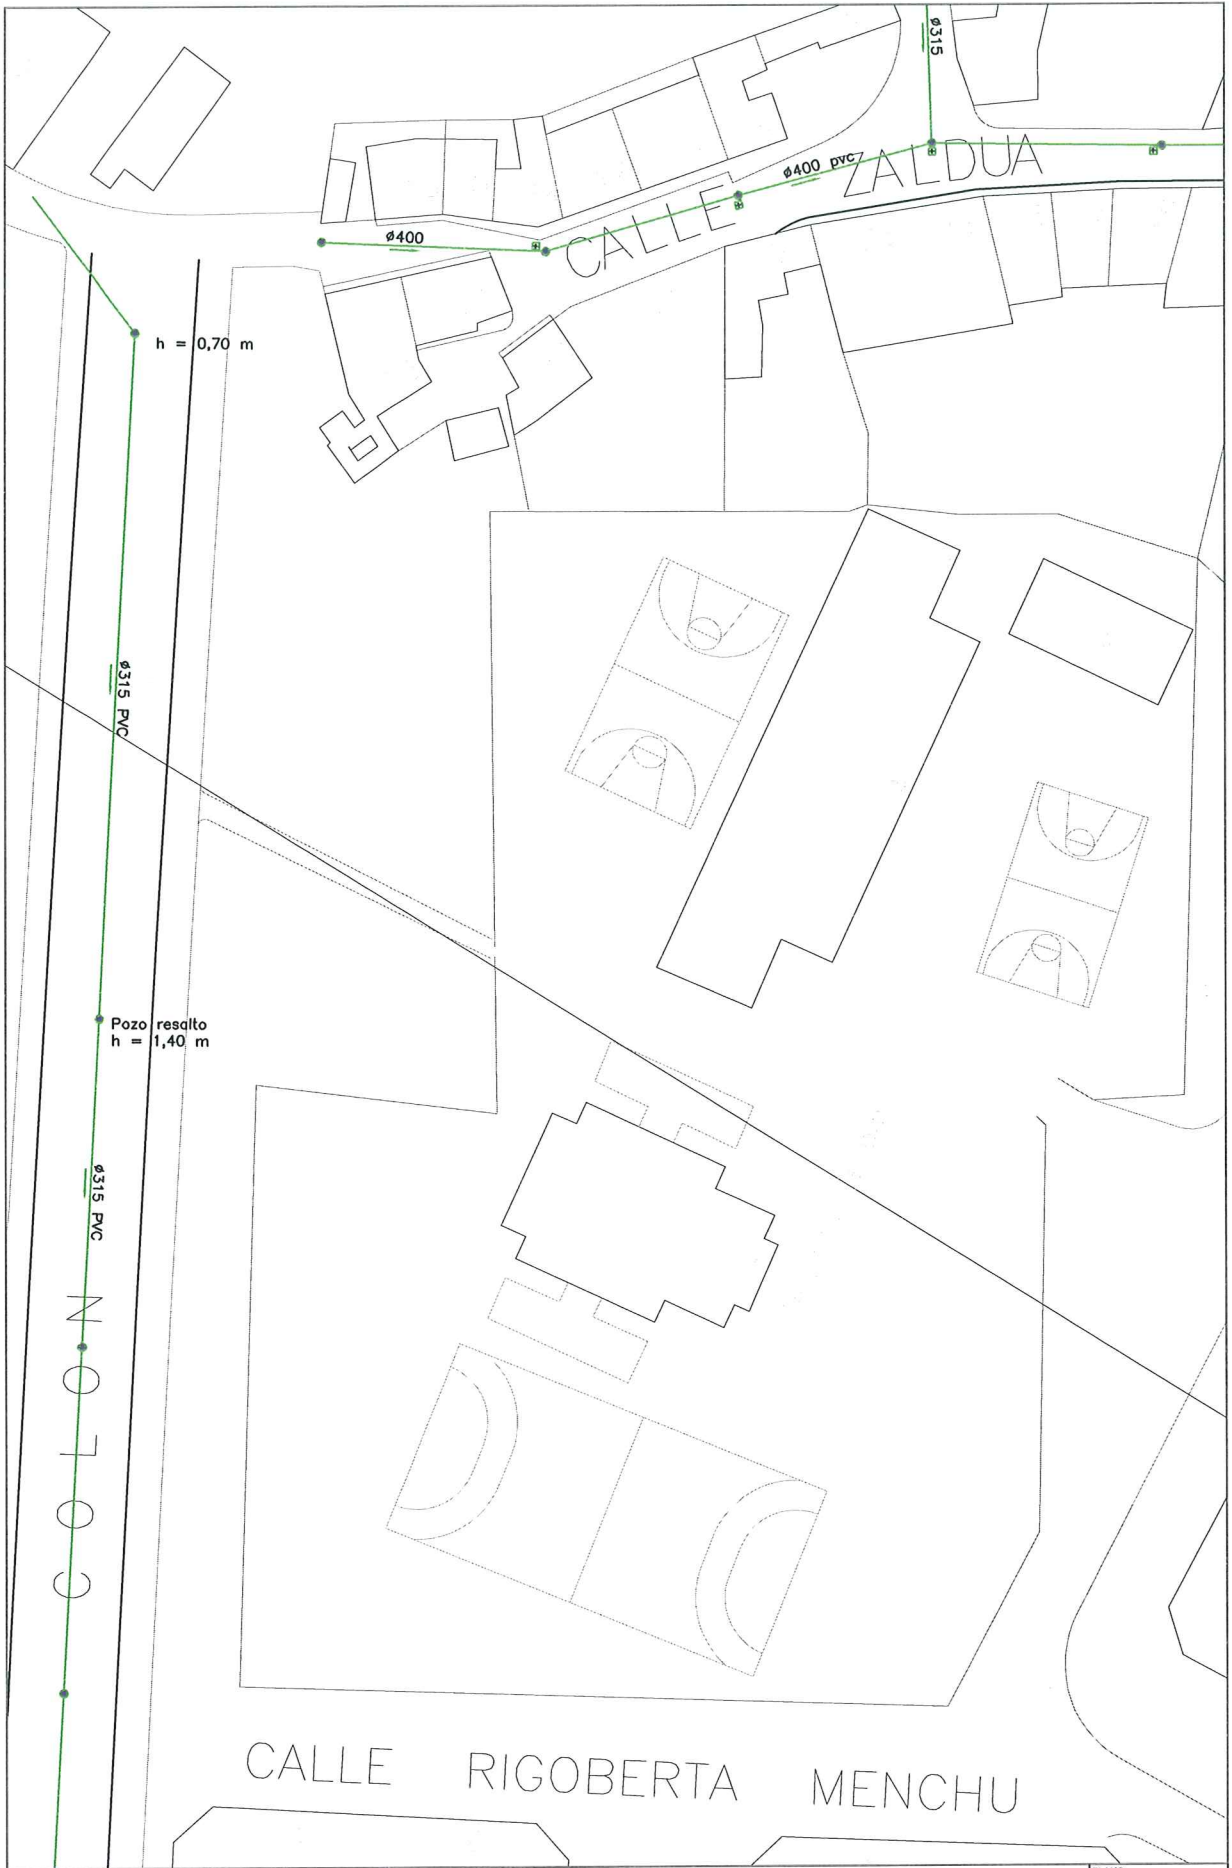 ø315
ø400 pvc
CALLE ZALDUA
ø400
h = 0,70 m
ø315 PVC
Pozo resalto
h = 1,40 m
ø315 PVC
COLON
CALLE RIGOBERTA MENCHU